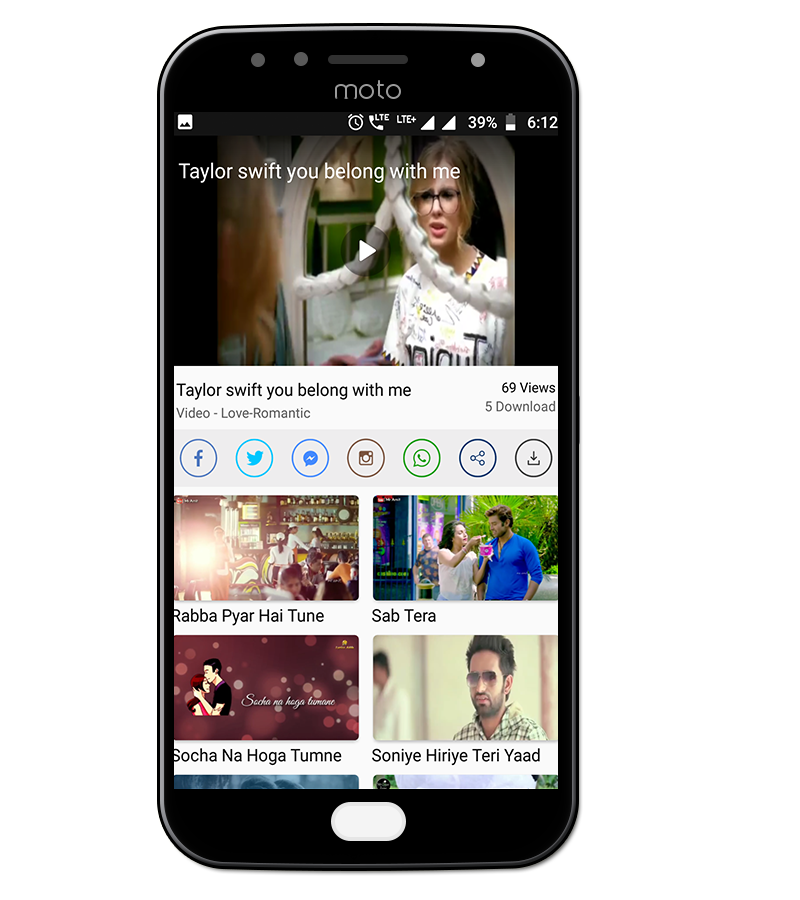 moto
LTE LTE+ 39% 6:12
Taylor swift you belong with me
Taylor swift you belong with me
69 Views
Video - Love-Romantic
5 Download
Rabba Pyar Hai Tune
Sab Tera
Socha na hoga tumane
Socha Na Hoga Tumne
Soniye Hiriye Teri Yaad